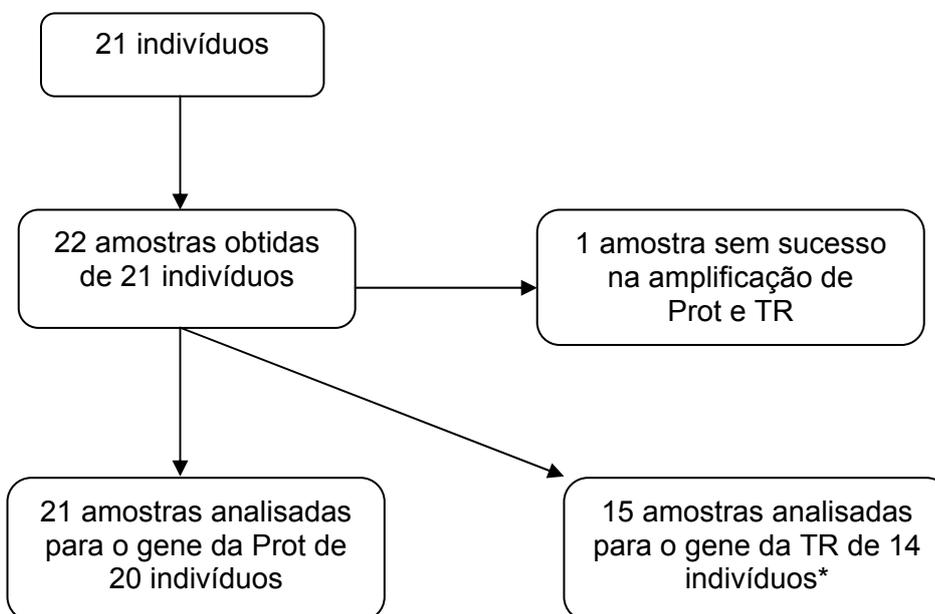 21 indivíduos
22 amostras obtidas
de 21 indivíduos
1 amostra sem sucesso
na amplificação de
Prot e TR
21 amostras analisadas
para o gene da Prot de
20 indivíduos
15 amostras analisadas
para o gene da TR de 14
indivíduos*